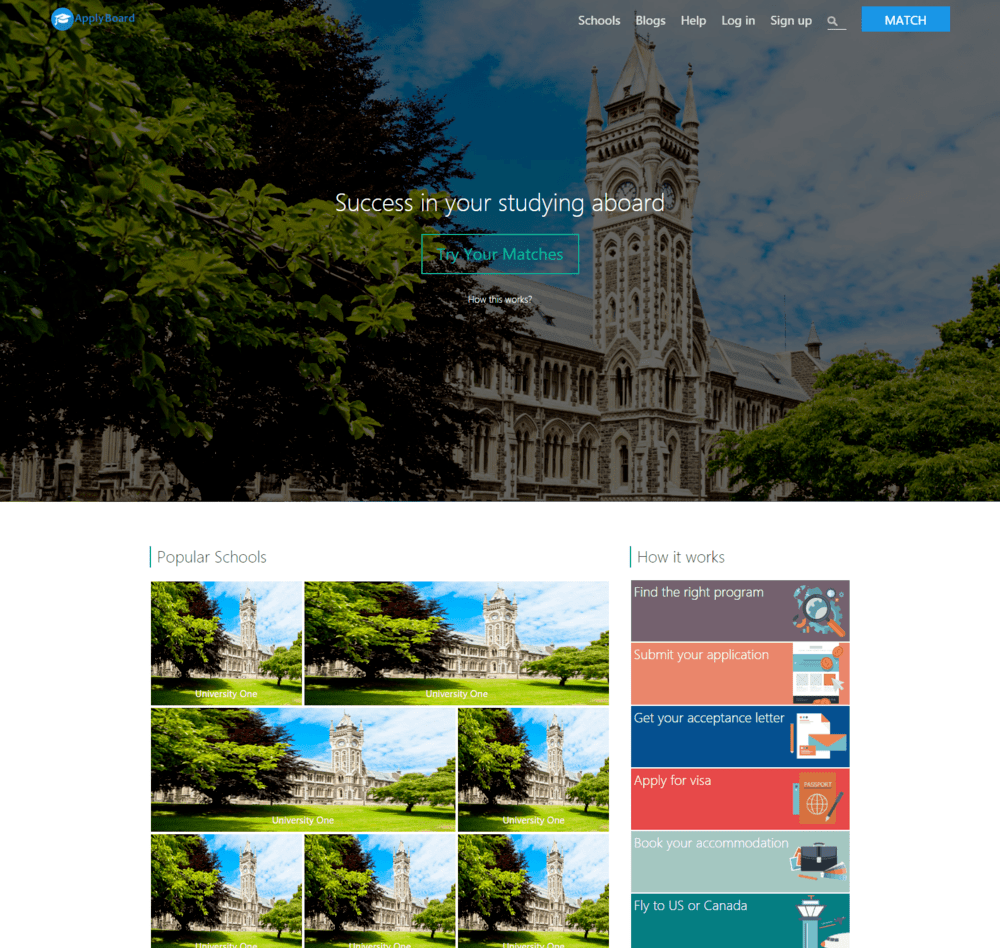 ApplyBoard
Schools Blogs Help Log in Sign up MATCH
Success in your studying aboard
Try Your Matches
How this works?
Popular Schools
University One
University One
University One
University One
University One
University One
University One
How it works
Find the right program
Submit your application
Get your acceptance letter
Apply for visa
PASSPORT
Book your accommodation
Fly to US or Canada